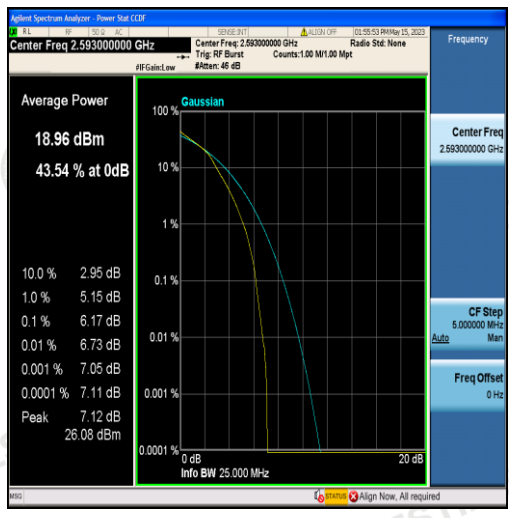 Agilent Spectrum Analyzer - Power Stat CCDF
RL RF 50 Ω AC SENSE:INT ALIGN OFF 01:55:53 PM May 15, 2023
Center Freq 2.593000000 GHz
Center Freq: 2.593000000 GHz Radio Std: None
Trig: RF Burst Counts:1.00 M/1.00 Mpt
#IFGain:Low #Atten: 46 dB
Frequency
Average Power
18.96 dBm
43.54 % at 0dB
10.0 % 2.95 dB
1.0 % 5.15 dB
0.1 % 6.17 dB
0.01 % 6.73 dB
0.001 % 7.05 dB
0.0001 % 7.11 dB
Peak 7.12 dB
26.08 dBm
Gaussian
100 %
10 %
1 %
0.1 %
0.01 %
0.001 %
0.0001 %
0 dB 20 dB
Info BW 25.000 MHz
Center Freq
2.593000000 GHz
CF Step
5.000000 MHz
Auto Man
Freq Offset
0 Hz
MSG STATUS Align Now, All required